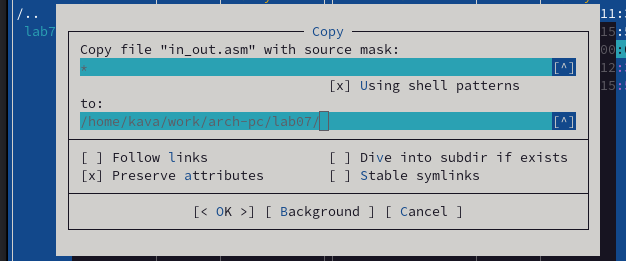 /..
11:
Copy
lab7
15:
Copy file "in_out.asm" with source mask:
00:
*
[^]
12:
[x] Using shell patterns
15:
to:
/home/kava/work/arch-pc/lab07/
[^]
[ ] Follow links
[ ] Dive into subdir if exists
[x] Preserve attributes
[ ] Stable symlinks
[< OK >] [ Background ] [ Cancel ]